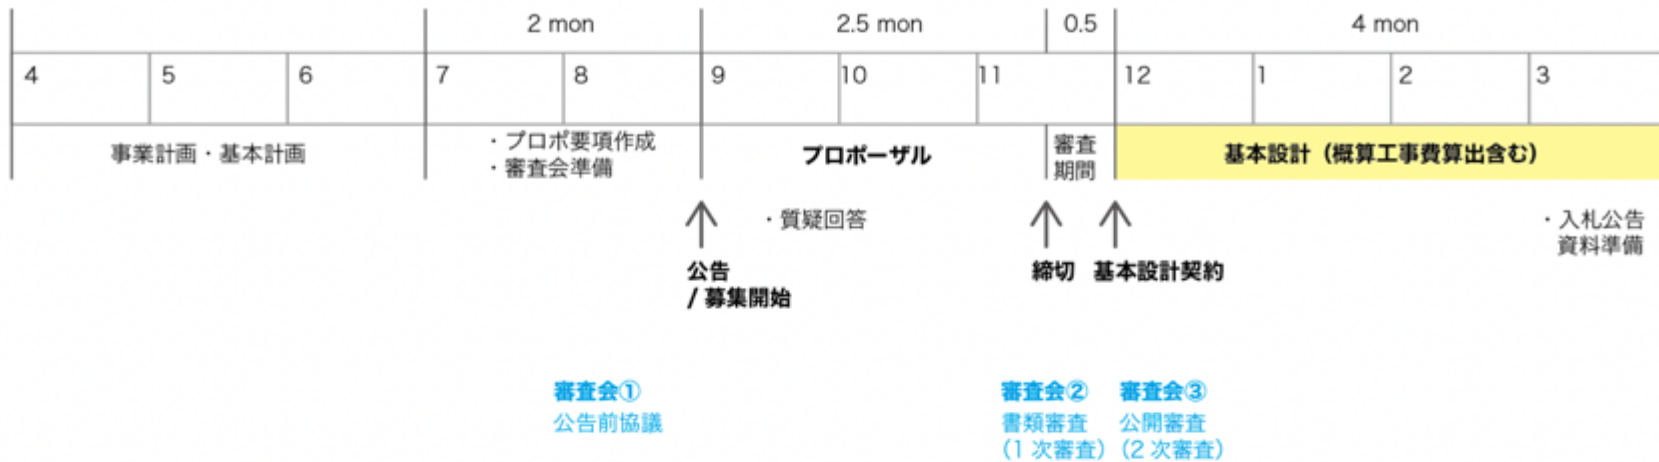 2 mon
2.5 mon
0.5
4 mon
4
5
6
7
8
9
10
11
12
1
2
3
事業計画・基本計画
・プロポ要項作成
・審査会準備
プロポーザル
審査
期間
基本設計（概算工事費算出含む）
・質疑回答
・入札公告
資料準備
公告
/ 募集開始
締切
基本設計契約
審査会①
公告前協議
審査会②
書類審査
(1 次審査)
審査会③
公開審査
(2 次審査)